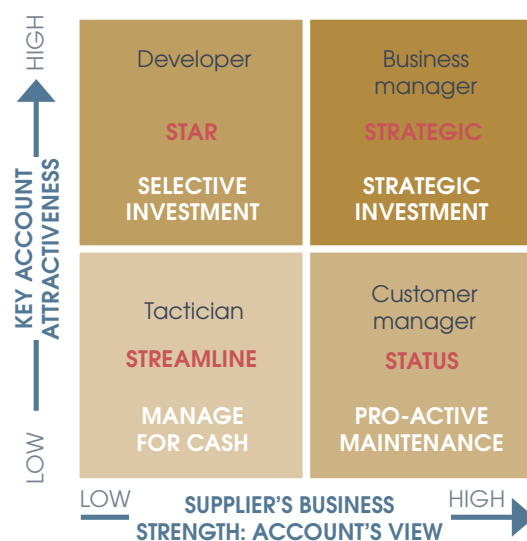 HIGH
KEY ACCOUNT
ATTRACTIVENESS
LOW
Developer
STAR
SELECTIVE
INVESTMENT
Business
manager
STRATEGIC
STRATEGIC
INVESTMENT
Tactician
STREAMLINE
MANAGE
FOR CASH
Customer
manager
STATUS
PRO-ACTIVE
MAINTENANCE
LOW
SUPPLIER'S BUSINESS
STRENGTH: ACCOUNT'S VIEW
HIGH